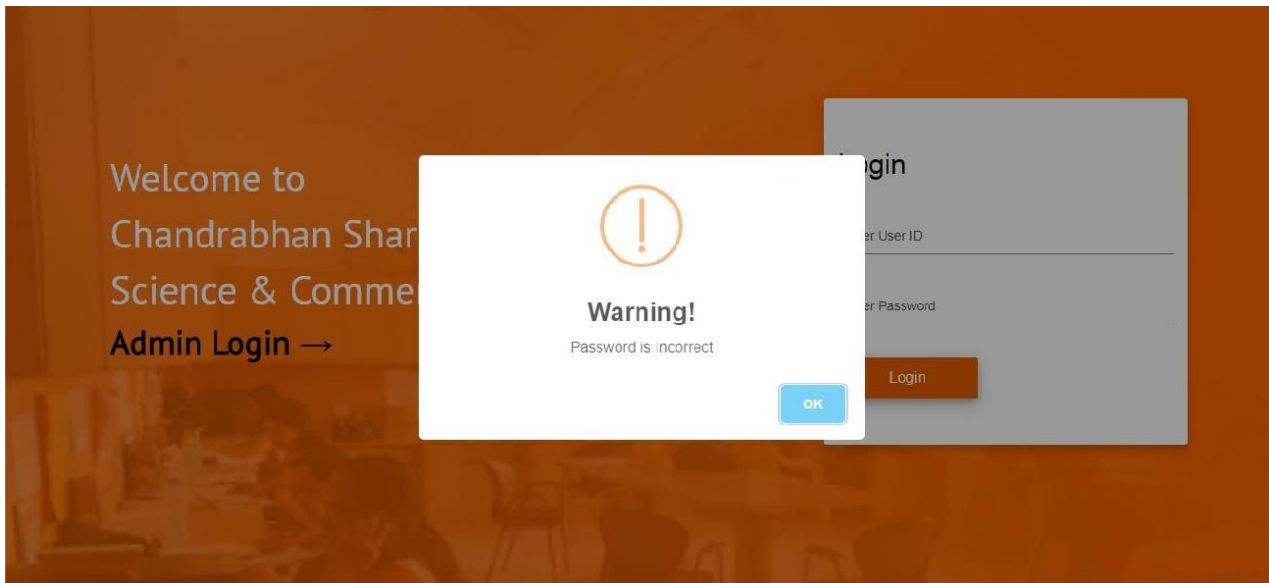 Welcome to
Chandrabhan Shar
Science & Comme
Admin Login →
Warning!
Password is incorrect
OK
ogin
er User ID
er Password
Login